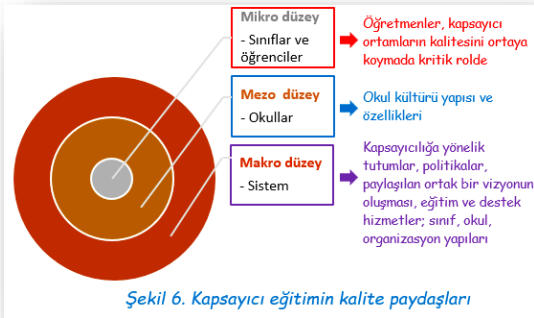 Mikro düzey
- Sınıflar ve
öğrenciler
Öğretmenler, kapsayıcı
ortamların kalitesini ortaya
koymada kritik rolde
Mezo düzey
- Okullar
Okul kültürü yapısı ve
özellikleri
Makro düzey
- Sistem
Kapsayıcılığa yönelik
tutumlar, politikalar,
paylaşılan ortak bir vizyonun
oluşması, eğitim ve destek
hizmetler; sınıf, okul,
organizasyon yapıları
Şekil 6. Kapsayıcı eğitimin kalite paydaşları